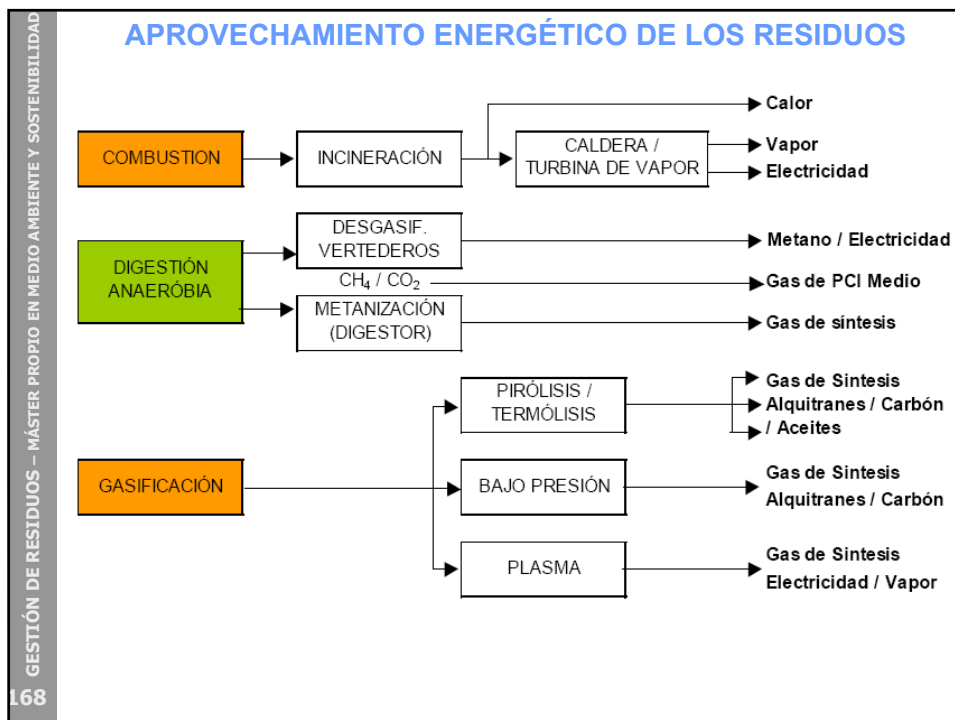 APROVECHAMIENTO ENERGÉTICO DE LOS RESIDUOS
COMBUSTION
INCINERACIÓN
CALDERA /
TURBINA DE VAPOR
Calor
Vapor
Electricidad
DIGESTIÓN
ANAERÓBIA
DESGASIF.
VERTEDEROS
CH₄ / CO₂
METANIZACIÓN
(DIGESTOR)
Metano / Electricidad
Gas de PCI Medio
Gas de síntesis
GASIFICACIÓN
PIRÓLISIS /
TERMÓLISIS
Gas de Sintesis
Alquitranes / Carbón
/ Aceites
BAJO PRESIÓN
Gas de Sintesis
Alquitranes / Carbón
PLASMA
Gas de Sintesis
Electricidad / Vapor
GESTIÓN DE RESIDUOS – MÁSTER PROPIO EN MEDIO AMBIENTE Y SOSTENIBILIDAD
168